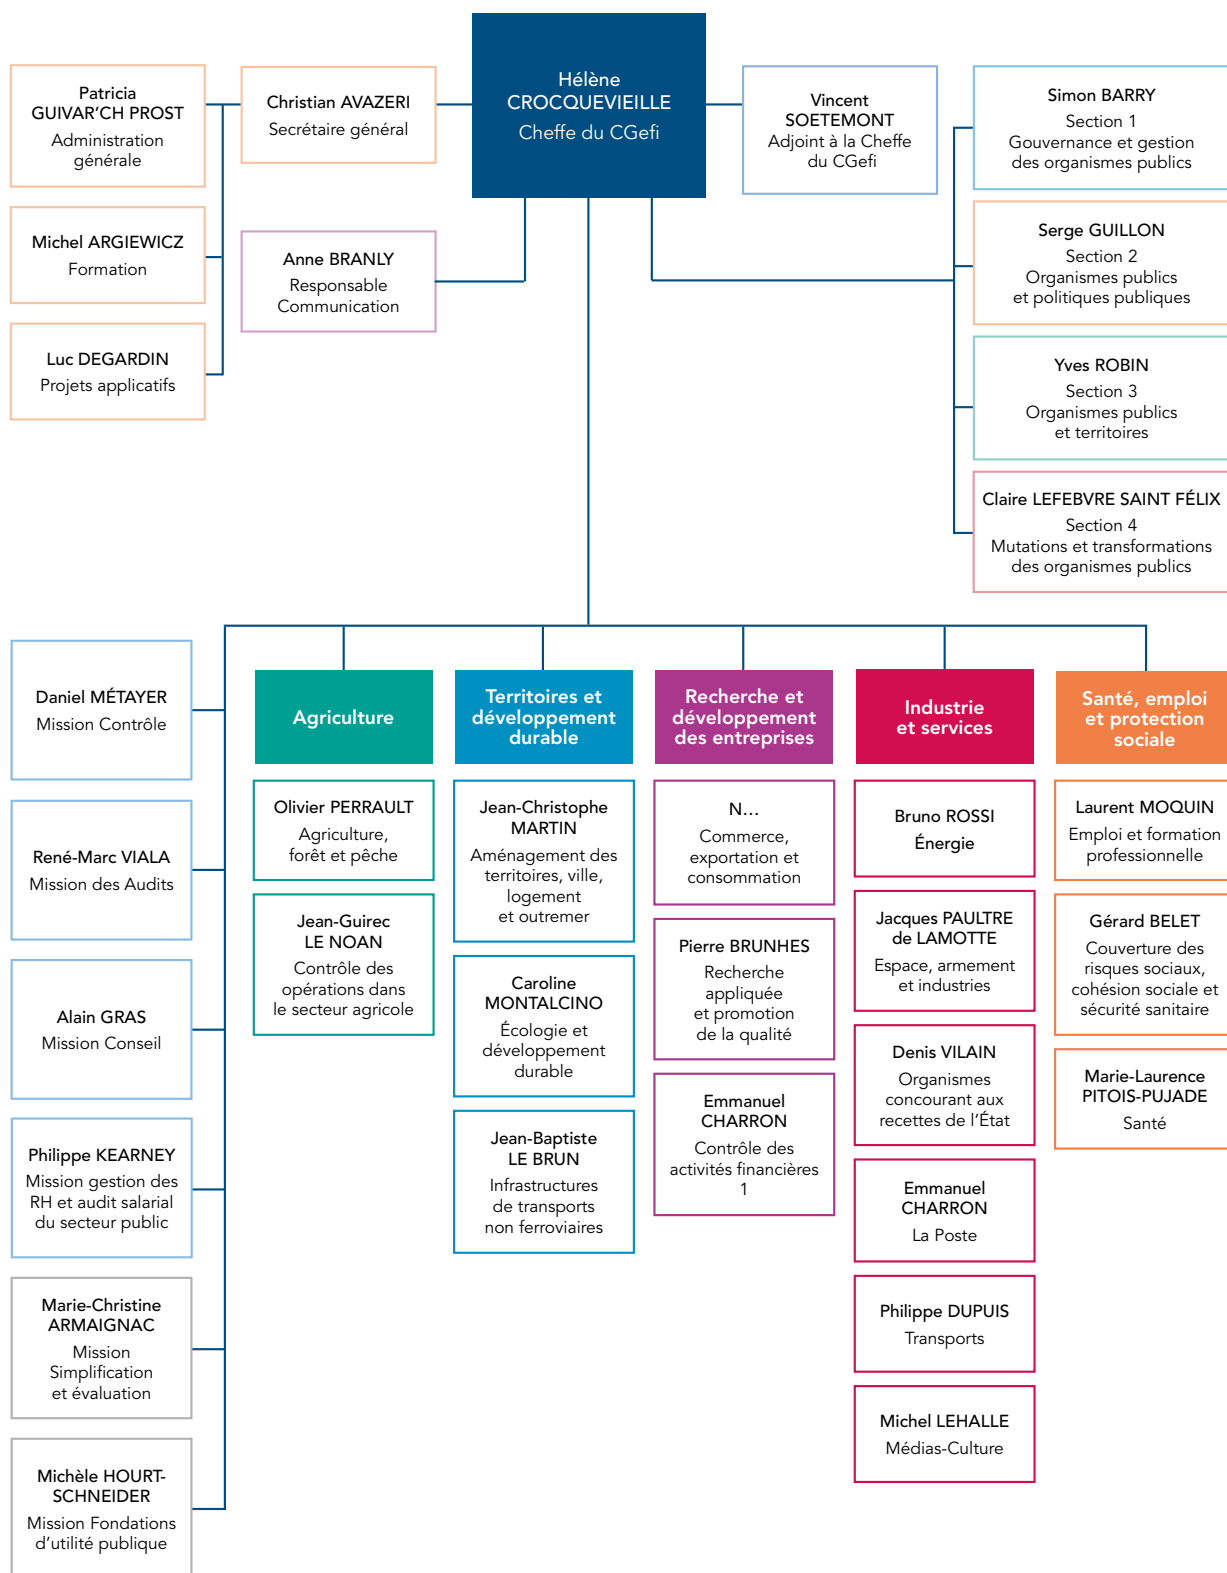 Hélène
CROCQUEVIEILLE
Cheffe du CGefi
Patricia
GUIVAR'CH PROST
Administration
générale
Christian AVAZERI
Secrétaire général
Vincent
SOETEMONT
Adjoint à la Cheffe
du CGefi
Simon BARRY
Section 1
Gouvernance et gestion
des organismes publics
Michel ARGIEWICZ
Formation
Anne BRANLY
Responsable
Communication
Serge GUILLON
Section 2
Organismes publics
et politiques publiques
Luc DEGARDIN
Projets applicatifs
Yves ROBIN
Section 3
Organismes publics
et territoires
Claire LEFEBVRE SAINT FÉLIX
Section 4
Mutations et transformations
des organismes publics
Daniel MÉTAYER
Mission Contrôle
René-Marc VIALA
Mission des Audits
Alain GRAS
Mission Conseil
Philippe KEARNEY
Mission gestion des
RH et audit salarial
du secteur public
Marie-Christine
ARMAIGNAC
Mission
Simplification
et évaluation
Michèle HOURT-
SCHNEIDER
Mission Fondations
d'utilité publique
Agriculture
Olivier PERRAULT
Agriculture,
forêt et pêche
Jean-Guirec
LE NOAN
Contrôle des
opérations dans
le secteur agricole
Territoires et
développement
durable
Jean-Christophe
MARTIN
Aménagement des
territoires, ville,
logement
et outremer
Caroline
MONTALCINO
Écologie et
développement
durable
Jean-Baptiste
LE BRUN
Infrastructures
de transports
non ferroviaires
Recherche et
développement
des entreprises
N…
Commerce,
exportation et
consommation
Pierre BRUNHES
Recherche
appliquée
et promotion
de la qualité
Emmanuel
CHARRON
Contrôle des
activités financières
1
Industrie
et services
Bruno ROSSI
Énergie
Jacques PAULTRE
de LAMOTTE
Espace, armement
et industries
Denis VILAIN
Organismes
concourant aux
recettes de l'État
Emmanuel
CHARRON
La Poste
Philippe DUPUIS
Transports
Michel LEHALLE
Médias-Culture
Santé, emploi
et protection
sociale
Laurent MOQUIN
Emploi et formation
professionnelle
Gérard BELET
Couverture des
risques sociaux,
cohésion sociale et
sécurité sanitaire
Marie-Laurence
PITOIS-PUJADE
Santé